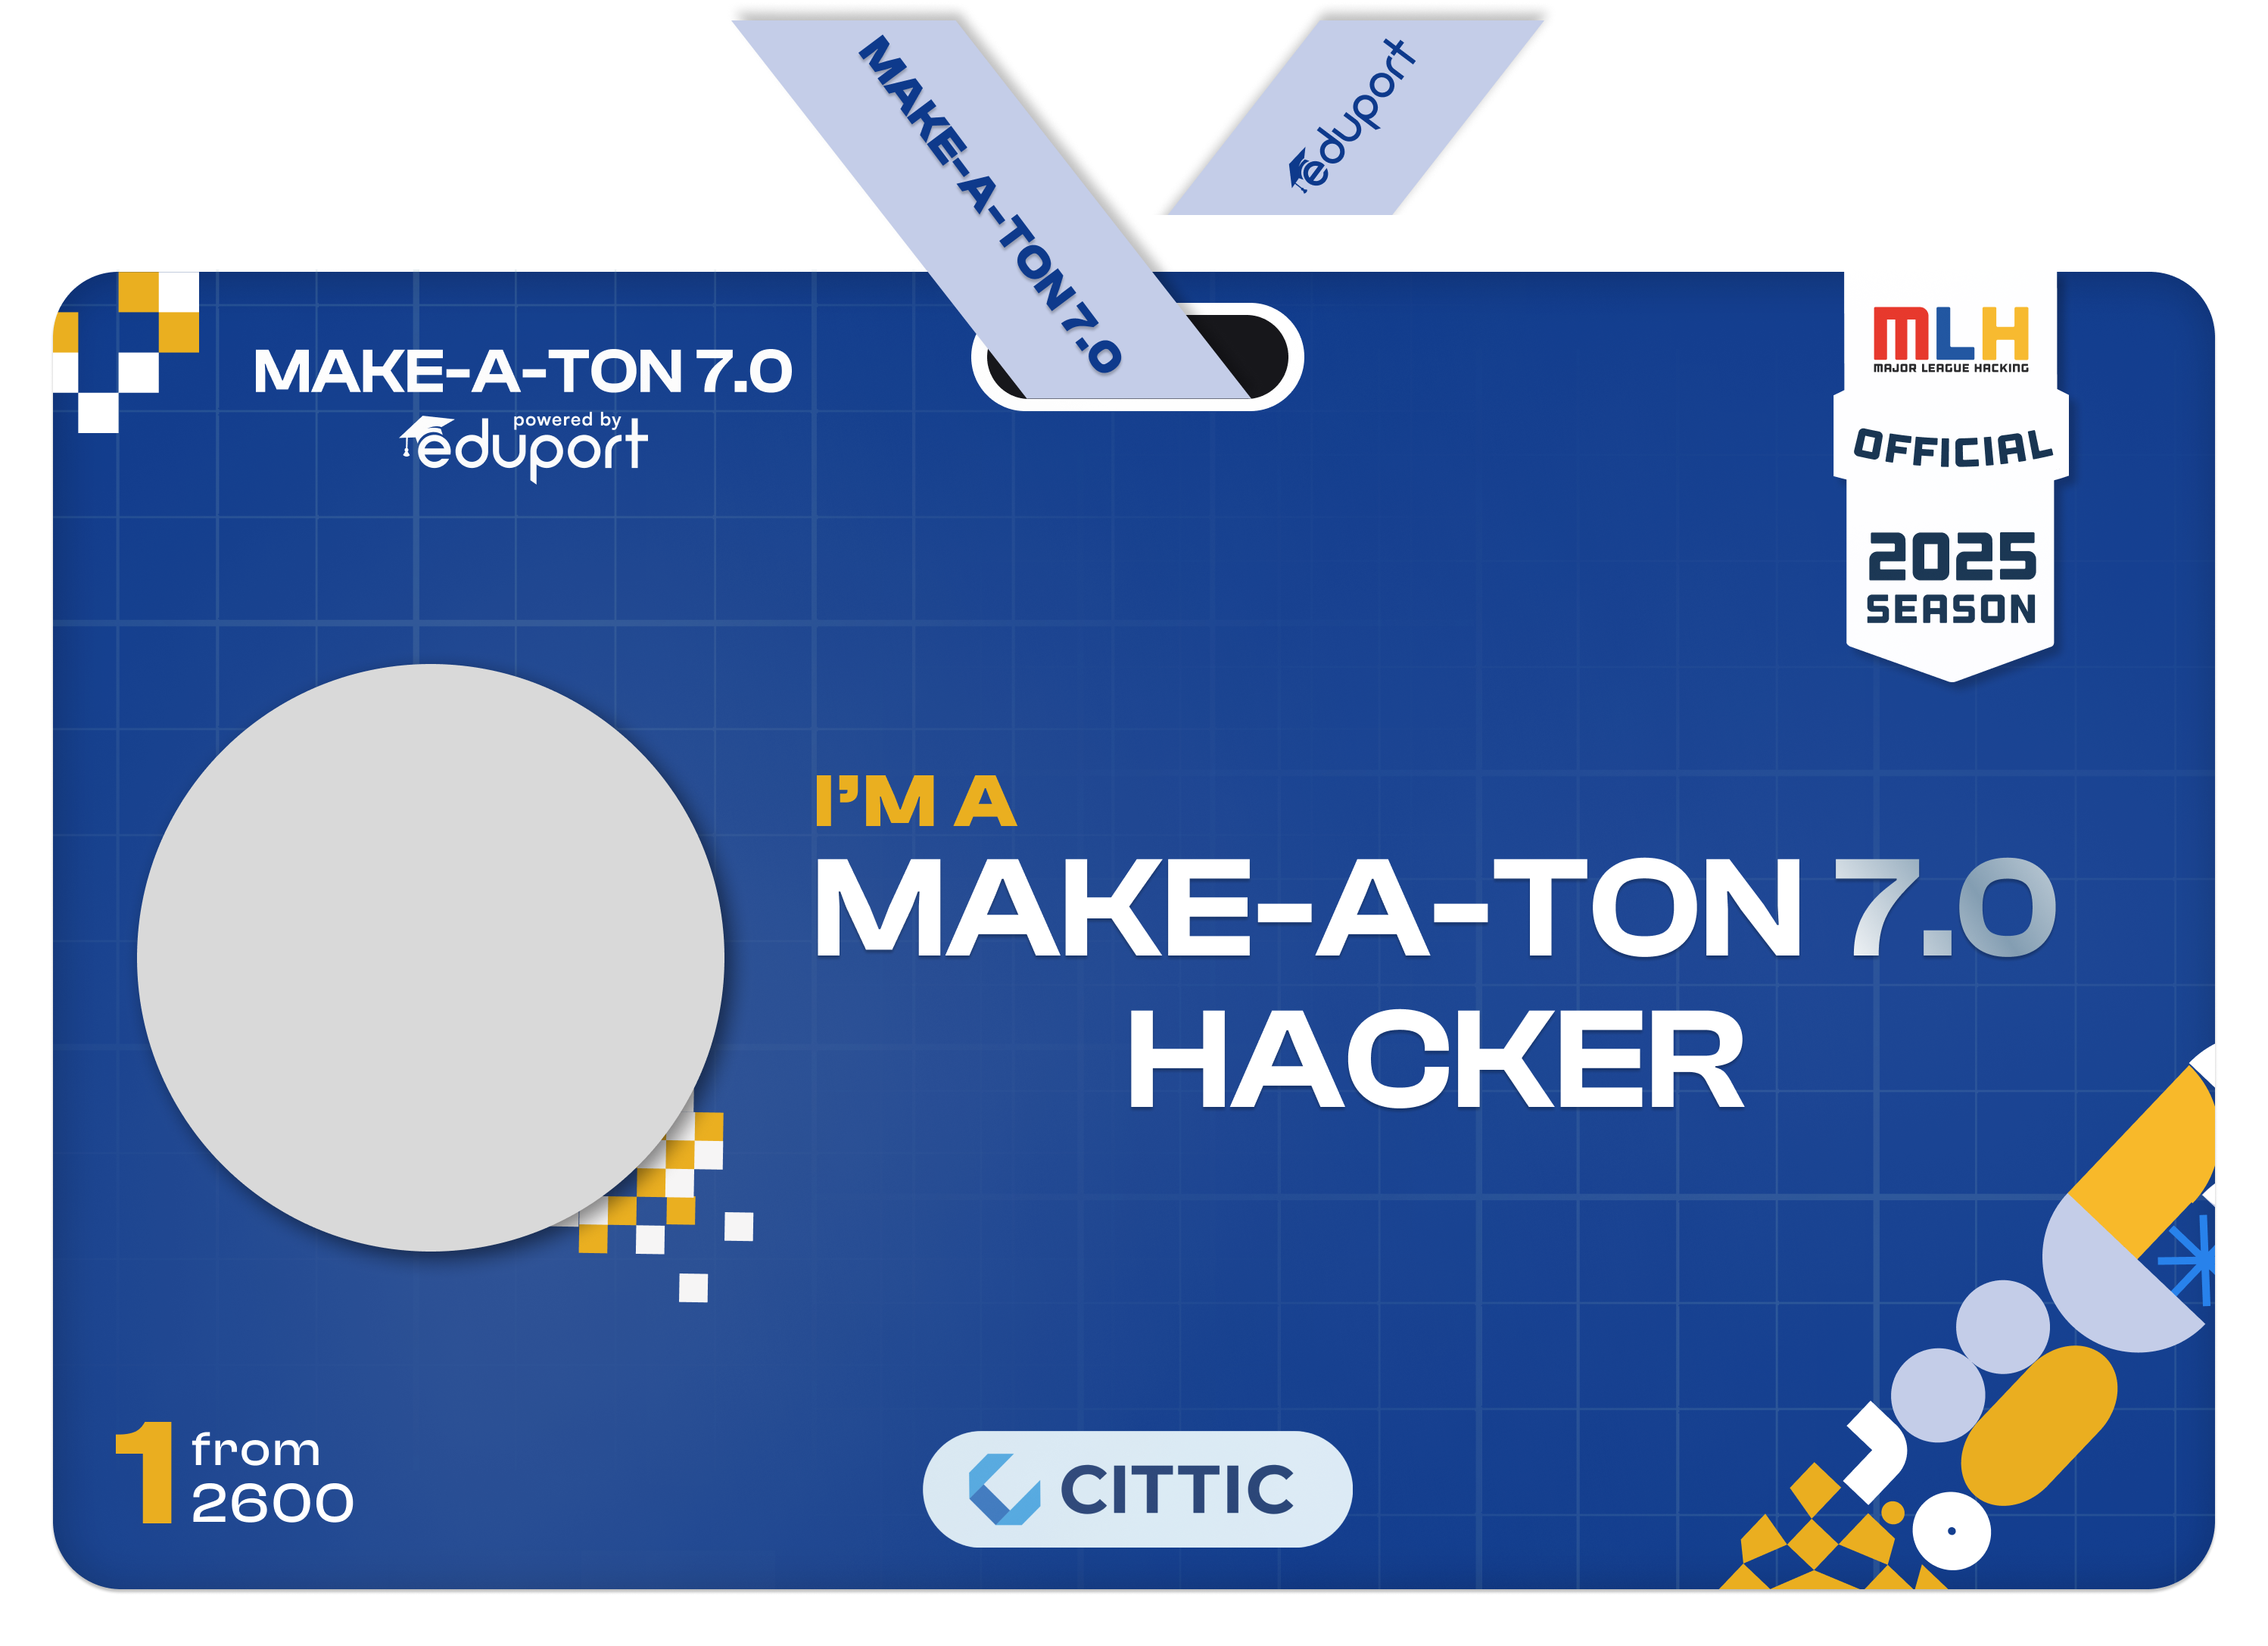 MAKE-A-TON 7.0
eduport
MAKE-A-TON 7.0
powered by
eduport
MLH
MAJOR LEAGUE HACKING
OFFICIAL
2025
SEASON
I'M A
MAKE-A-TON 7.0
HACKER
1 from
2600
CITTIC